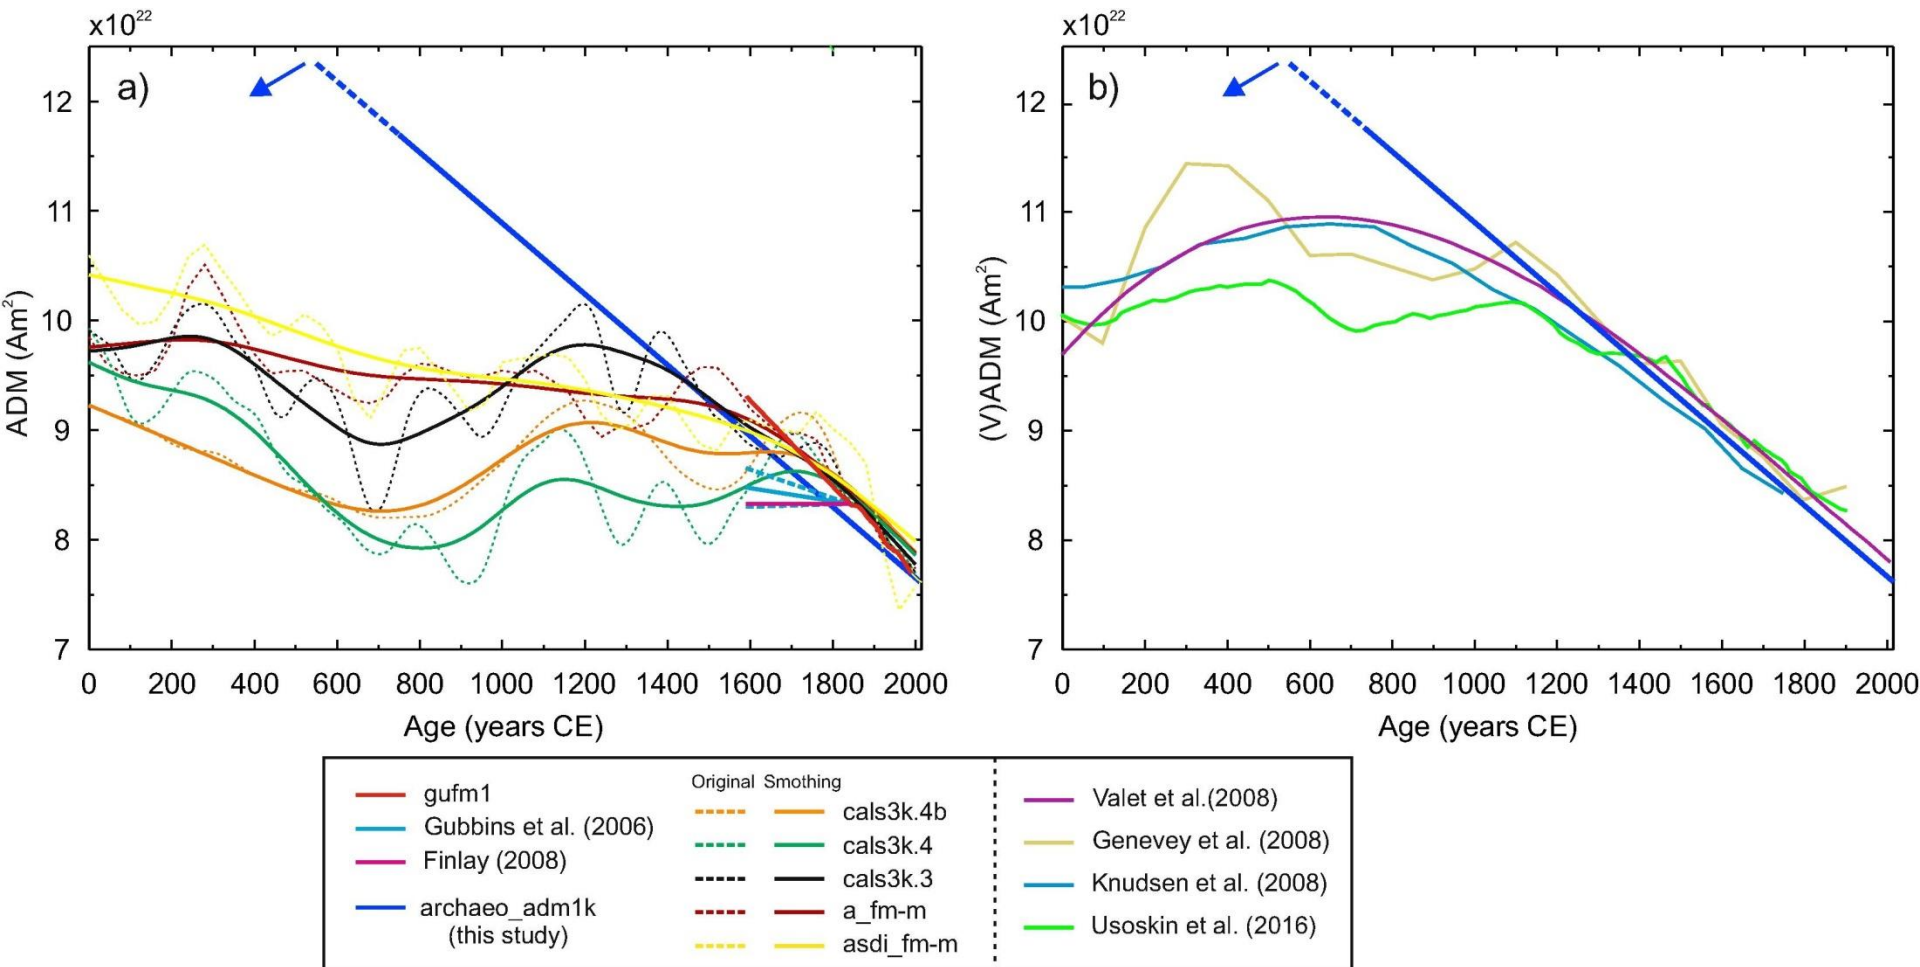 x10²²
a)
12
11
10
9
8
7
ADM (Am²)
0 200 400 600 800 1000 1200 1400 1600 1800 2000
Age (years CE)
x10²²
b)
12
11
10
9
8
7
(V)ADM (Am²)
0 200 400 600 800 1000 1200 1400 1600 1800 2000
Age (years CE)
gufm1
Gubbins et al. (2006)
Finlay (2008)
archaeo_adm1k
(this study)
Original Smothing
cals3k.4b
cals3k.4
cals3k.3
a_fm-m
asdi_fm-m
Valet et al.(2008)
Genevey et al. (2008)
Knudsen et al. (2008)
Usoskin et al. (2016)